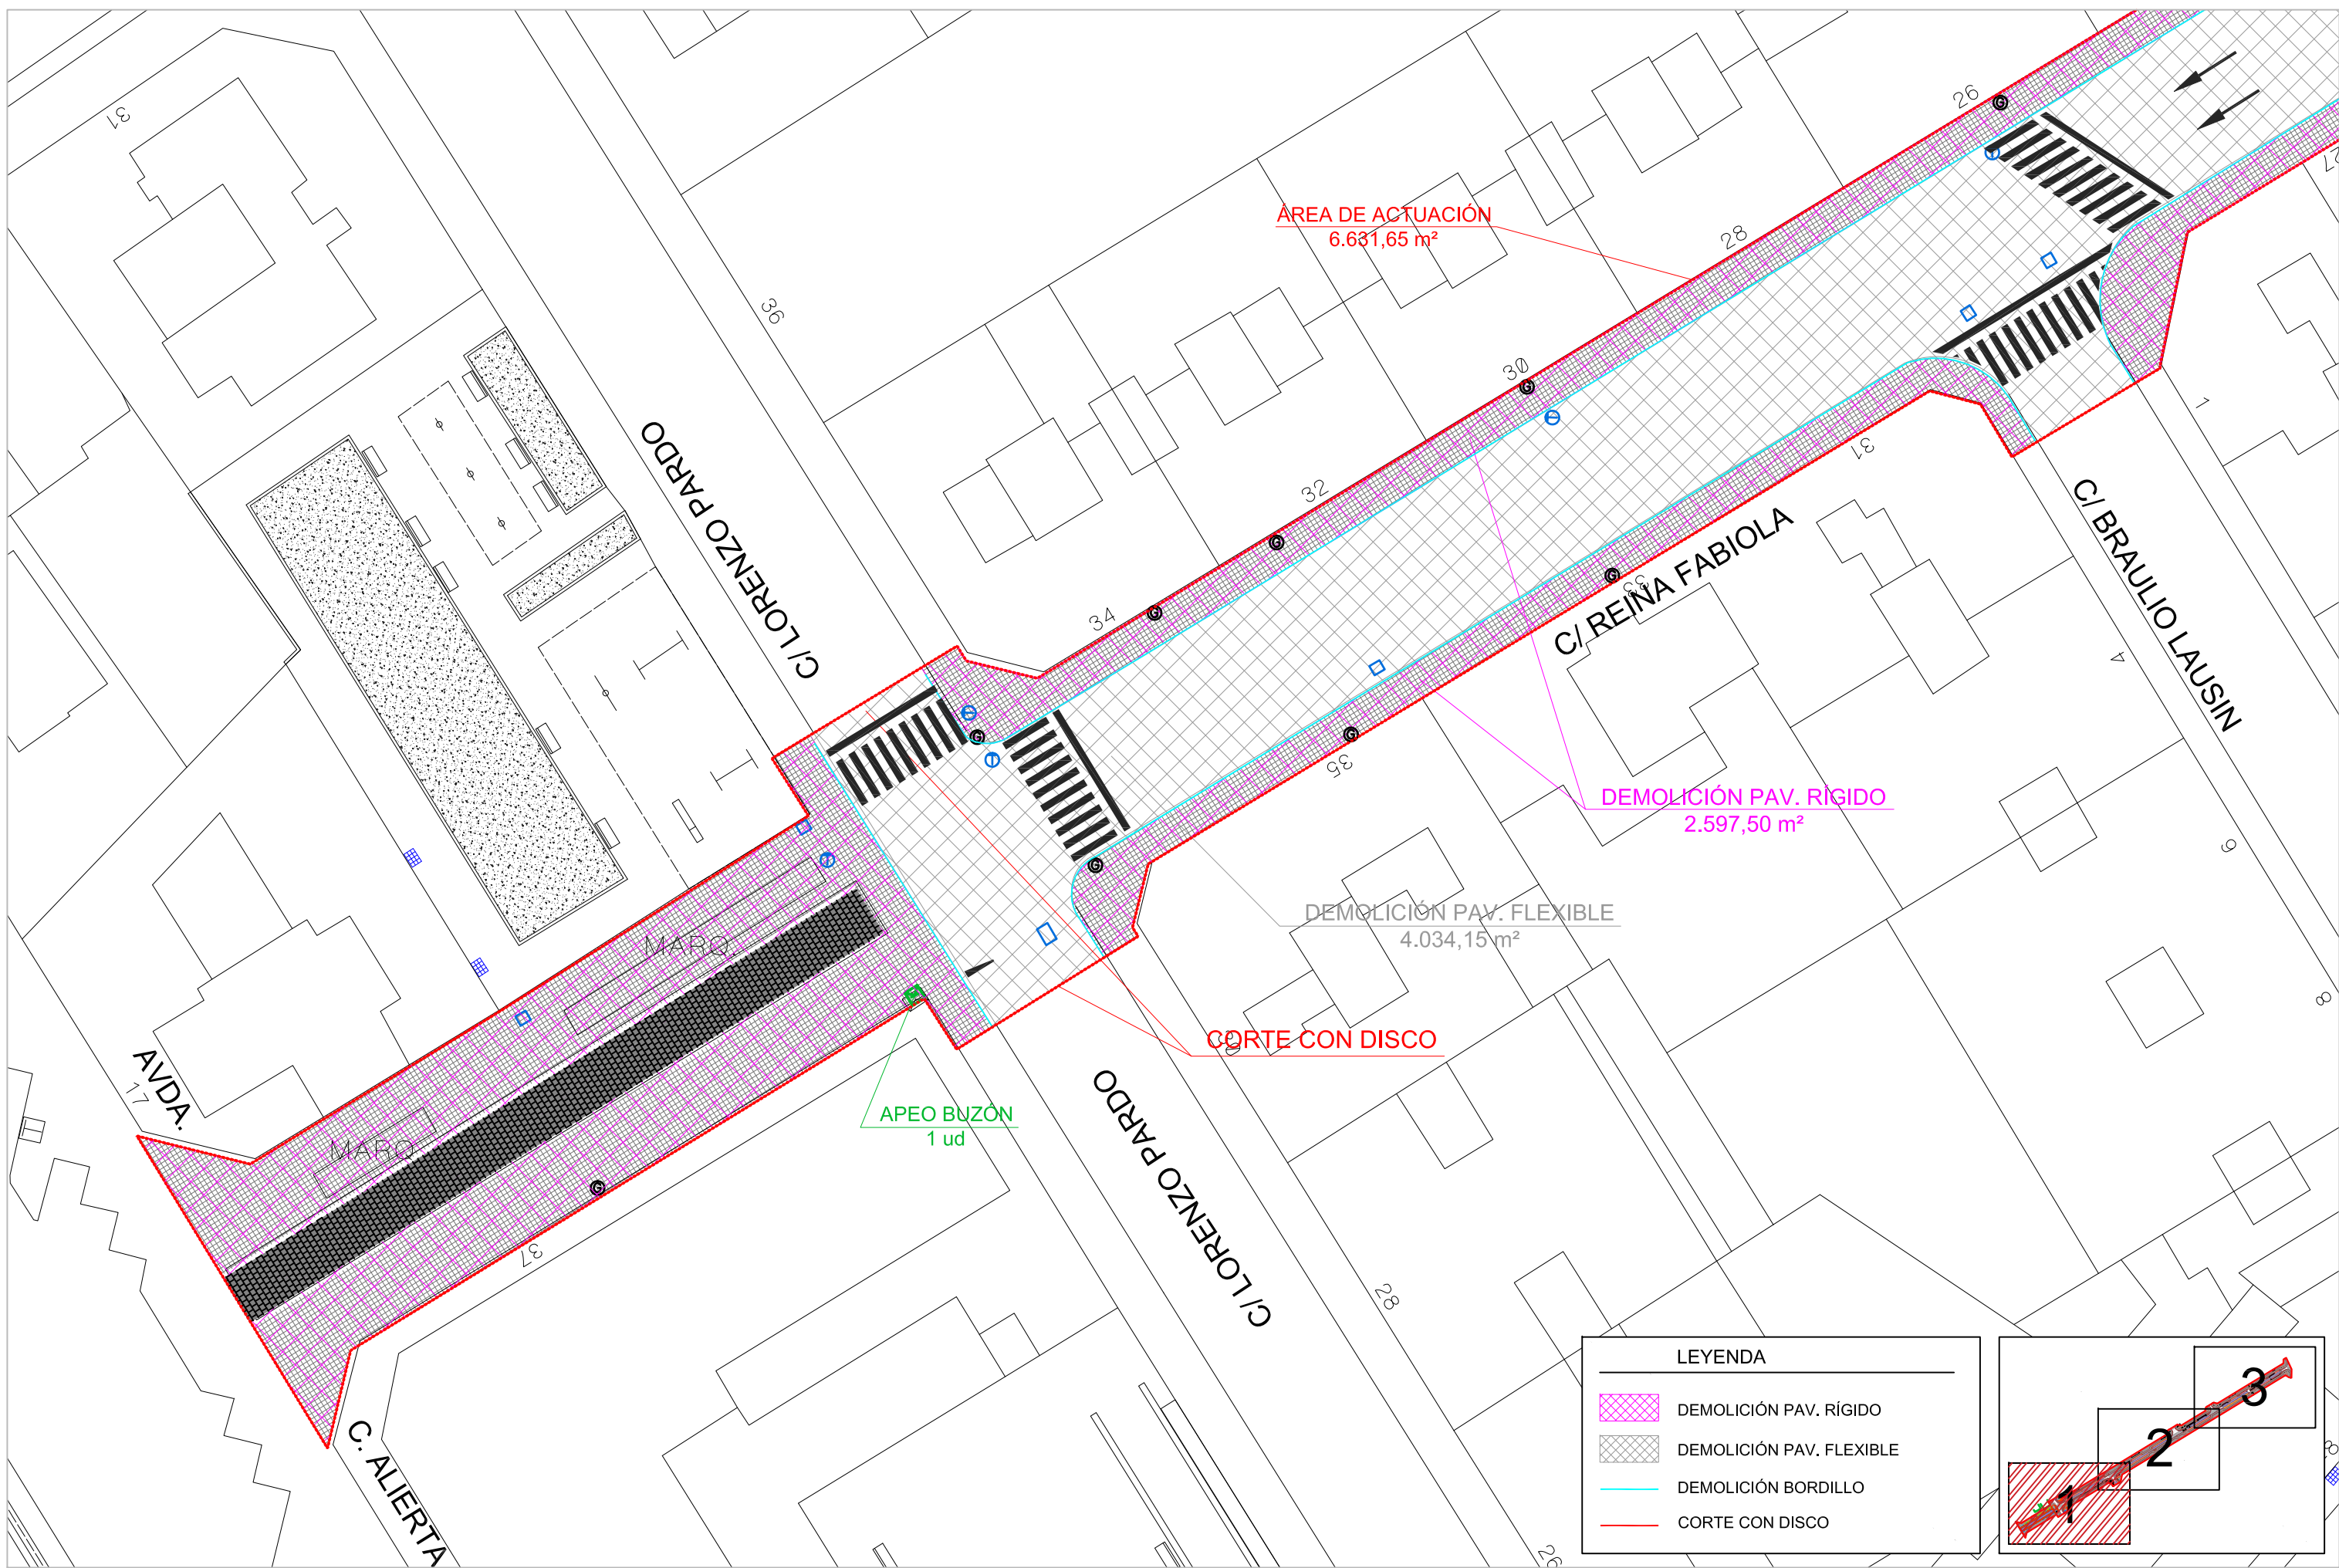 31
36
26
27
ÁREA DE ACTUACIÓN
6.631,65 m²
28
30
32
34
C/ LORENZO PARDO
31
1
C/ BRAULIO LAUSIN
C/ REINA FABIOLA
33
35
4
6
8
DEMOLICIÓN PAV. RÍGIDO
2.597,50 m²
DEMOLICIÓN PAV. FLEXIBLE
4.034,15 m²
MARQ.
CORTE CON DISCO
AVDA.
17
APEO BUZÓN
1 ud
MARQ.
37
C/ LORENZO PARDO
28
26
C. ALIERTA
LEYENDA
DEMOLICIÓN PAV. RÍGIDO
DEMOLICIÓN PAV. FLEXIBLE
DEMOLICIÓN BORDILLO
CORTE CON DISCO
3
2
1
G
G
G
G
G
G
G
G
G